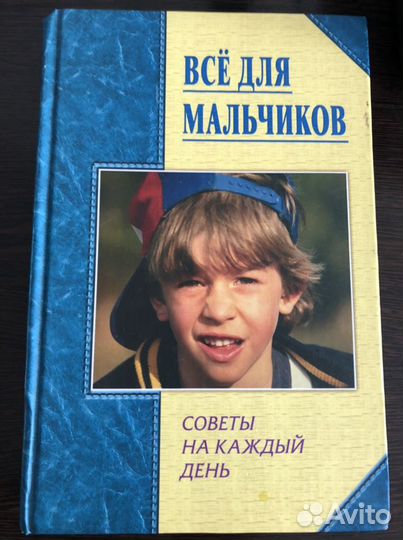 ВСЁ ДЛЯ
МАЛЬЧИКОВ
СОВЕТЫ
НА КАЖДЫЙ
ДЕНЬ
Avito